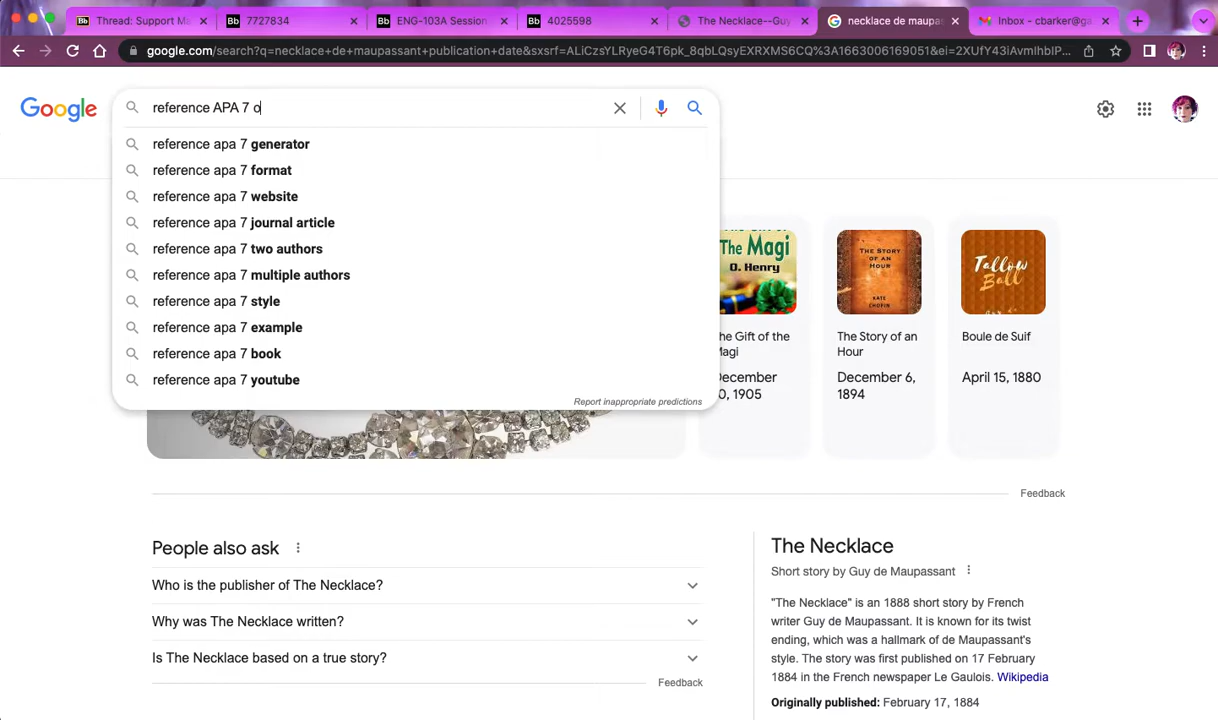 Thread: Support Ma
7727834
ENG-103A Session
4025598
The Necklace--Guy
necklace de maupas
Inbox - cbarker@ga
google.com/search?q=necklace+de+maupassant+publication+date&sxsrf=ALiCzsYLRyeG4T6pk_8qbLQsyEXRXMS6CQ%3A1663006169051&ei=2XUfY43iAvmIhbIP...
Google
reference APA 7 o
reference apa 7 generator
reference apa 7 format
reference apa 7 website
reference apa 7 journal article
reference apa 7 two authors
reference apa 7 multiple authors
reference apa 7 style
reference apa 7 example
reference apa 7 book
reference apa 7 youtube
Report inappropriate predictions
The Magi
O. Henry
THE STORY
OF AN
HOUR
KATE
CHOPIN
Tallow
Ball
The Gift of the
Magi
December
0, 1905
The Story of an
Hour
December 6,
1894
Boule de Suif
April 15, 1880
Feedback
People also ask
Who is the publisher of The Necklace?
Why was The Necklace written?
Is The Necklace based on a true story?
Feedback
The Necklace
Short story by Guy de Maupassant
"The Necklace" is an 1888 short story by French
writer Guy de Maupassant. It is known for its twist
ending, which was a hallmark of de Maupassant's
style. The story was first published on 17 February
1884 in the French newspaper Le Gaulois. Wikipedia
Originally published: February 17, 1884